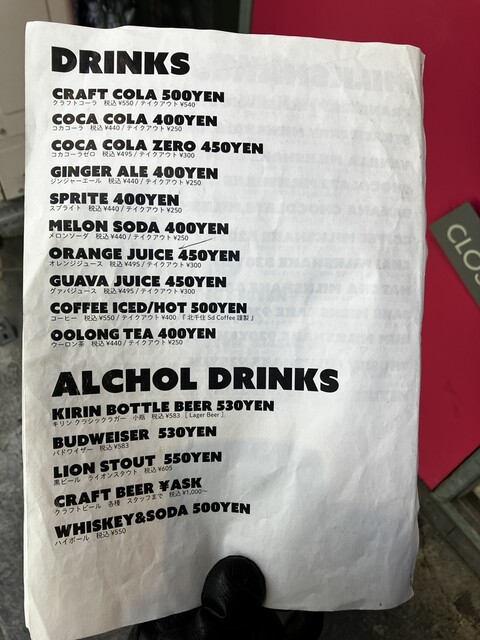 DRINKS
CRAFT COLA 500YEN
クラフトコーラ 税込 ¥550 / テイクアウト ¥540
COCA COLA 400YEN
コカコーラ 税込 ¥440 / テイクアウト ¥250
COCA COLA ZERO 450YEN
コカコーラゼロ 税込 ¥495 / テイクアウト ¥300
GINGER ALE 400YEN
ジンジャーエール 税込 ¥440 / テイクアウト ¥250
SPRITE 400YEN
スプライト 税込 ¥440 / テイクアウト ¥250
MELON SODA 400YEN
メロンソーダ 税込 ¥440 / テイクアウト ¥250
ORANGE JUICE 450YEN
オレンジジュース 税込 ¥495 / テイクアウト ¥300
GUAVA JUICE 450YEN
グァバジュース 税込 ¥495 / テイクアウト ¥300
COFFEE ICED/HOT 500YEN
コーヒー 税込 ¥550 / テイクアウト ¥400 『北千住 Sd Coffee 謹製』
OOLONG TEA 400YEN
ウーロン茶 税込 ¥440 / テイクアウト ¥250
ALCHOL DRINKS
KIRIN BOTTLE BEER 530YEN
キリン クラシックラガー 小瓶 税込 ¥583 [ Lager Beer ]
BUDWEISER 530YEN
バドワイザー 税込 ¥583
LION STOUT 550YEN
黒ビール ライオンスタウト 税込 ¥605
CRAFT BEER ¥ASK
クラフトビール 各種 スタッフまで 税込 ¥1,000〜
WHISKEY&SODA 500YEN
ハイボール 税込 ¥550